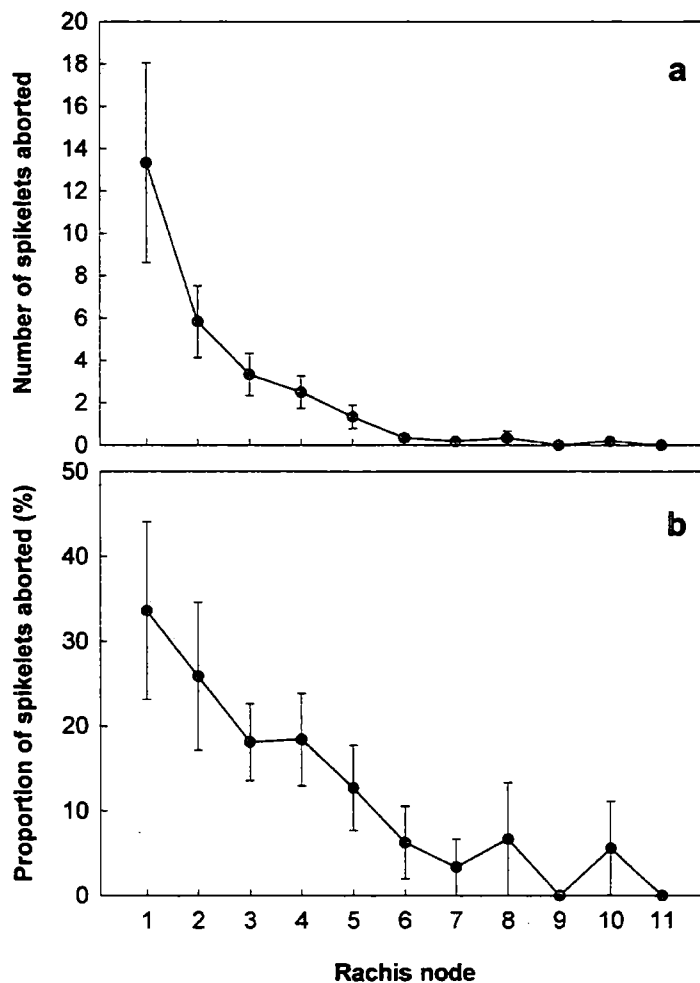 Number of spikelets aborted
20
18
16
14
12
10
8
6
4
2
0
a
Proportion of spikelets aborted (%)
50
40
30
20
10
0
b
1 2 3 4 5 6 7 8 9 10 11
Rachis node